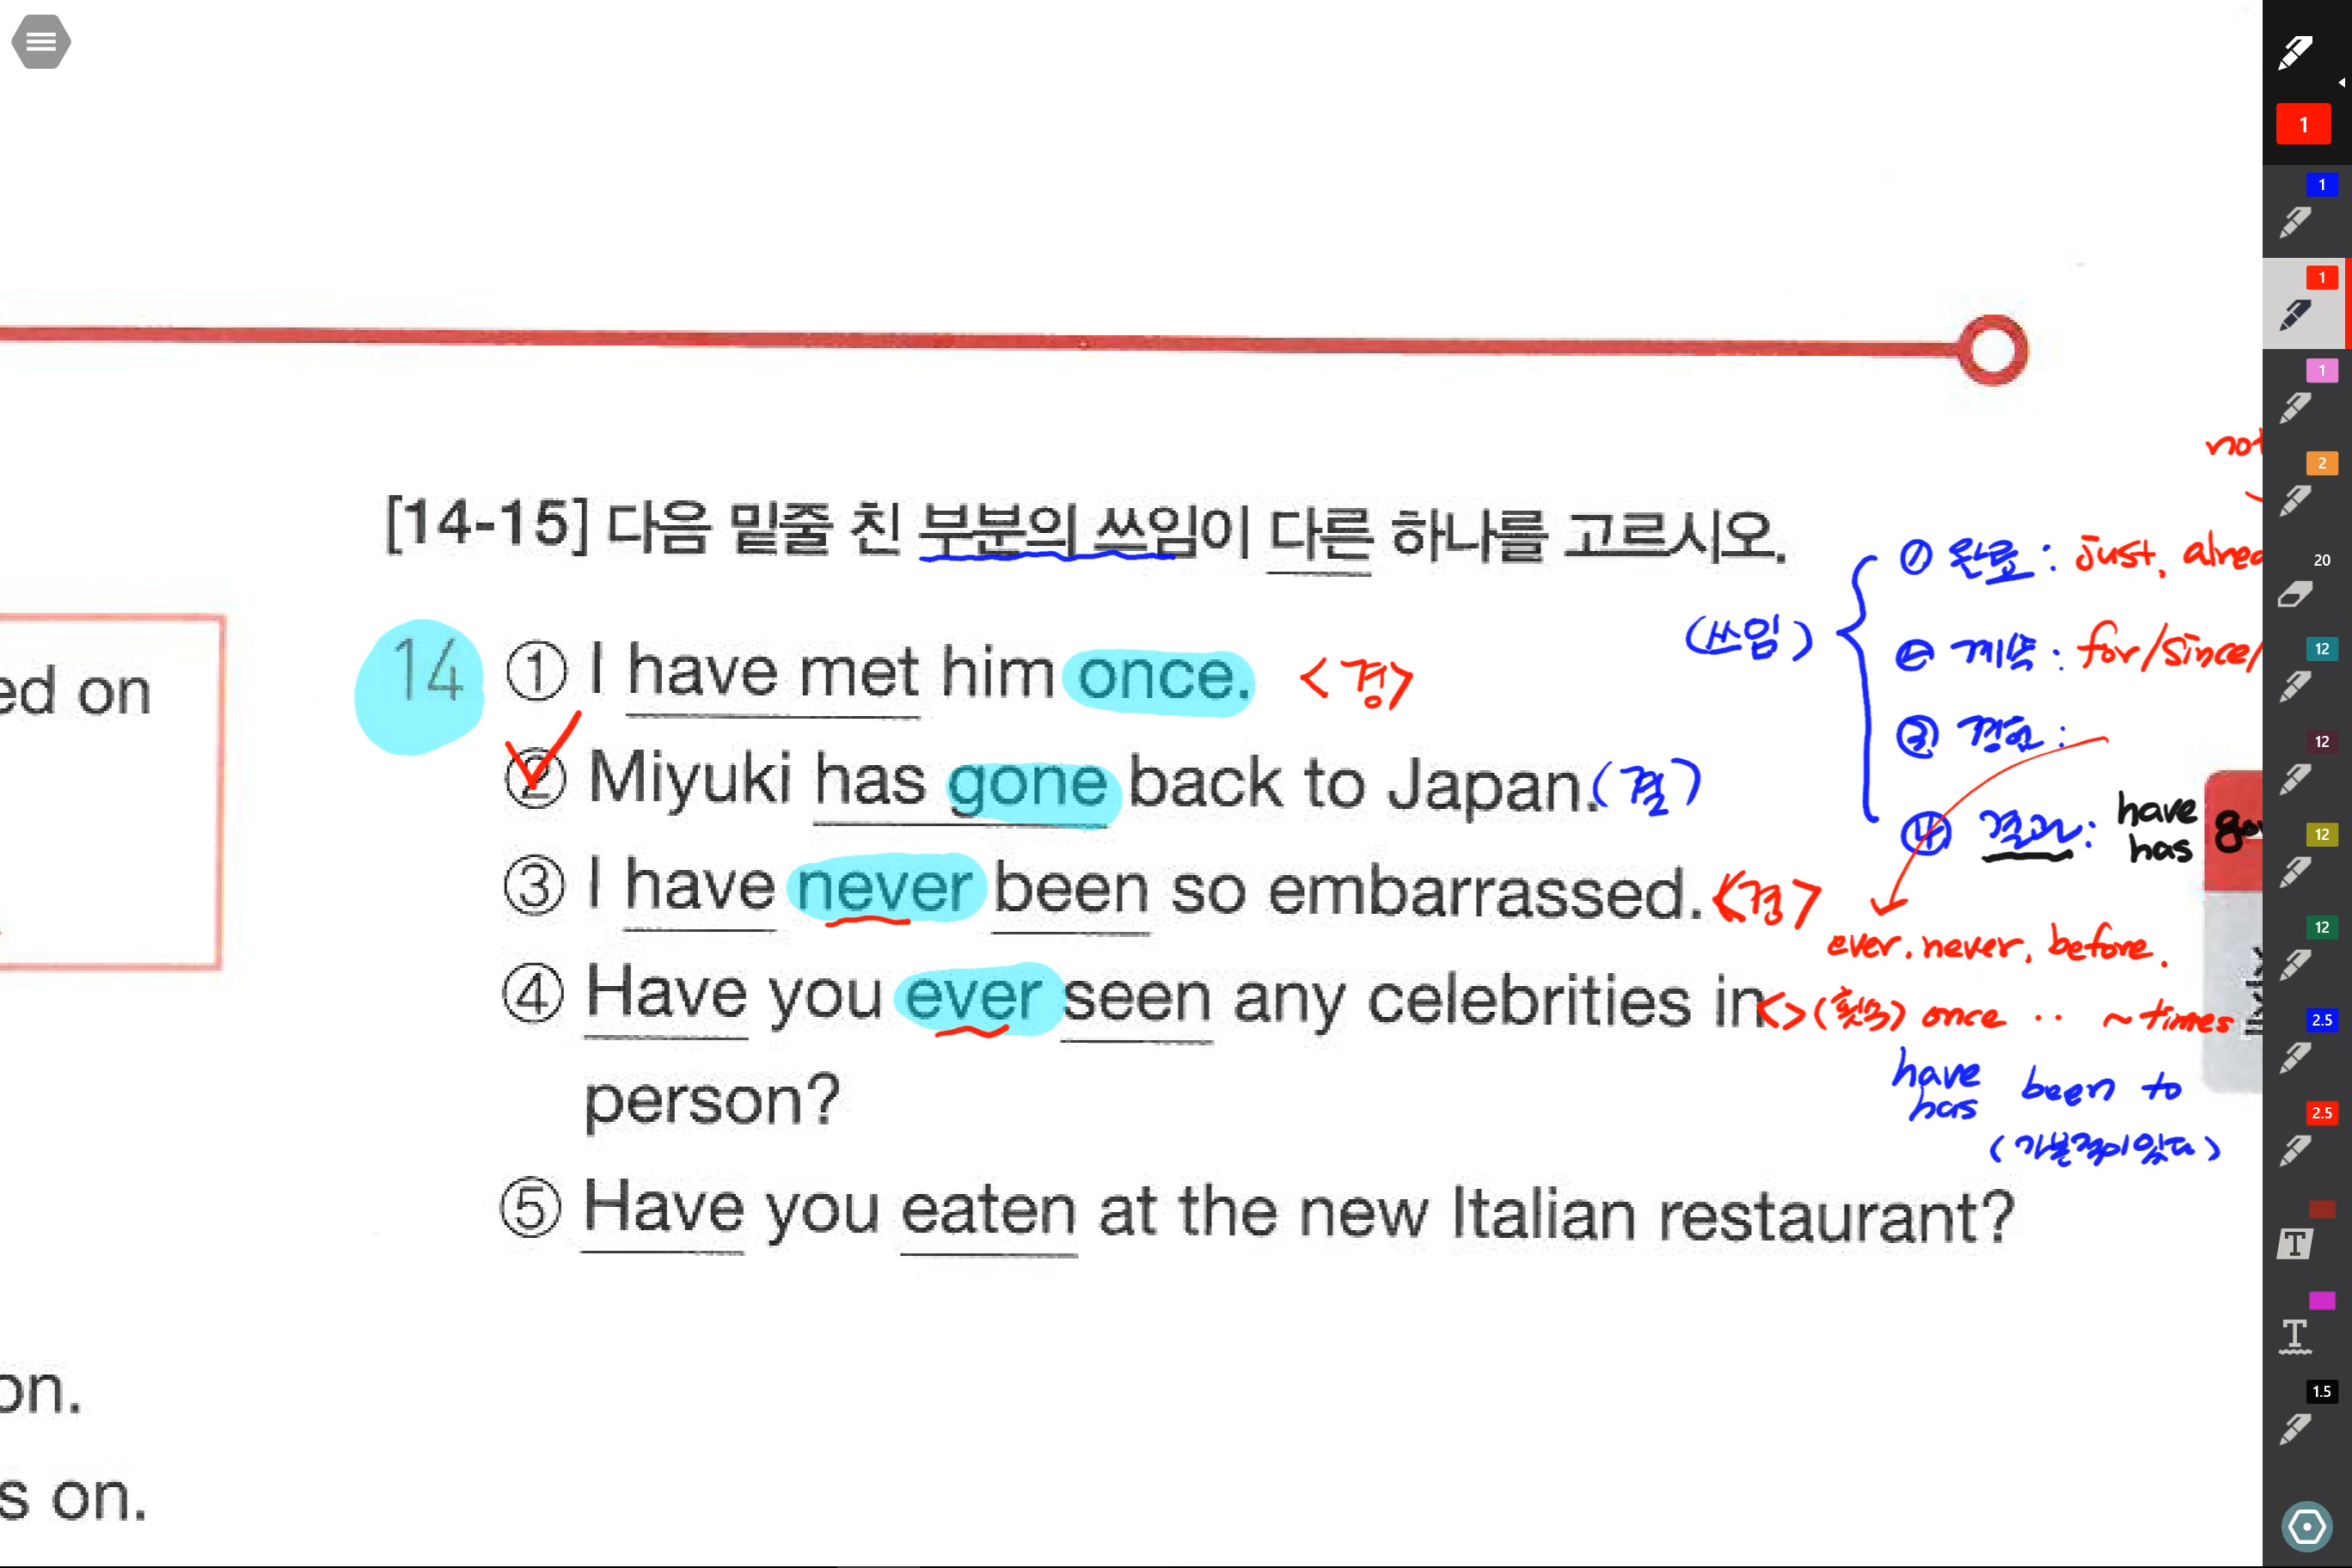 [14-15] 다음 밑줄 친 부분의 쓰임이 다른 하나를 고르시오.
14 ① I have met him once. <경>
② Miyuki has gone back to Japan. (결)
③ I have never been so embarrassed. <경>
④ Have you ever seen any celebrities in
person?
⑤ Have you eaten at the new Italian restaurant?
(쓰임)
not
① 완료 : just, alrea
② 계속 : for/since/
③ 경험 :
④ 결과 : have
has go
ever, never, before.
<> (횟수) once .. ~times
have
has been to
(가본적이있다)
ed on
on.
s on.
1
1
1
1
2
20
12
12
12
12
2.5
2.5
T
T
1.5